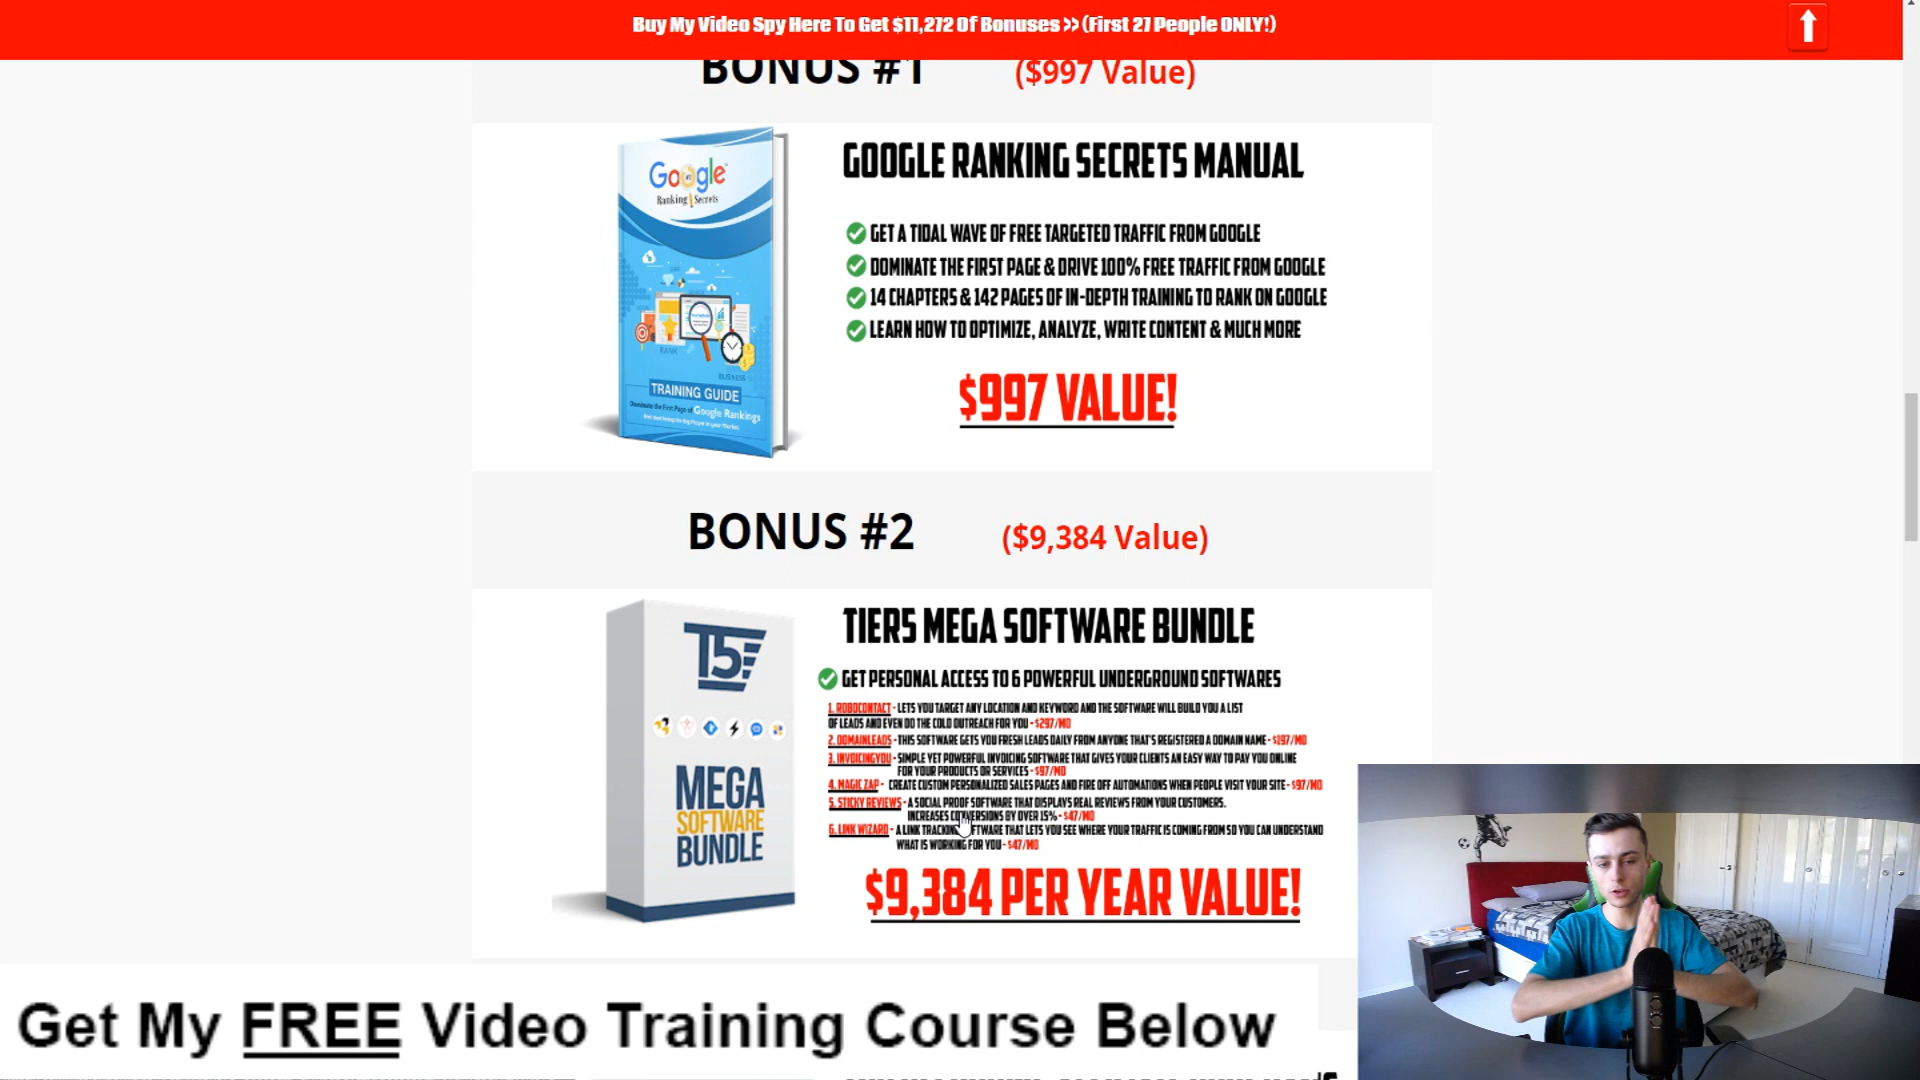 Buy My Video Spy Here To Get $11,272 Of Bonuses >> (First 27 People ONLY!)
BONUS #1 ($997 Value)
Google
Ranking Secrets
RANK
BUSINESS
TRAINING GUIDE
Dominate the First Page of Google Rankings
GOOGLE RANKING SECRETS MANUAL
GET A TIDAL WAVE OF FREE TARGETED TRAFFIC FROM GOOGLE
DOMINATE THE FIRST PAGE & DRIVE 100% FREE TRAFFIC FROM GOOGLE
14 CHAPTERS & 142 PAGES OF IN-DEPTH TRAINING TO RANK ON GOOGLE
LEARN HOW TO OPTIMIZE, ANALYZE, WRITE CONTENT & MUCH MORE
$997 VALUE!
BONUS #2 ($9,384 Value)
T5
MEGA
SOFTWARE
BUNDLE
TIER5 MEGA SOFTWARE BUNDLE
GET PERSONAL ACCESS TO 6 POWERFUL UNDERGROUND SOFTWARES
1. ROBOCONTACT - LETS YOU TARGET ANY LOCATION AND KEYWORD AND THE SOFTWARE WILL BUILD YOU A LIST
OF LEADS AND EVEN DO THE COLD OUTREACH FOR YOU - $297/MO
2. DOMAINLEADS - THIS SOFTWARE GETS YOU FRESH LEADS DAILY FROM ANYONE THAT'S REGISTERED A DOMAIN NAME - $197/MO
3. INVOICINGYOU - SIMPLE YET POWERFUL INVOICING SOFTWARE THAT GIVES YOUR CLIENTS AN EASY WAY TO PAY YOU ONLINE
FOR YOUR PRODUCTS OR SERVICES - $97/MO
4. MAGIC ZAP - CREATE CUSTOM PERSONALIZED SALES PAGES AND FIRE OFF AUTOMATIONS WHEN PEOPLE VISIT YOUR SITE - $97/MO
5. STICKY REVIEWS - A SOCIAL PROOF SOFTWARE THAT DISPLAYS REAL REVIEWS FROM YOUR CUSTOMERS.
INCREASES CONVERSIONS BY OVER 15% - $47/MO
6. LINK WIZARD - A LINK TRACKING SOFTWARE THAT LETS YOU SEE WHERE YOUR TRAFFIC IS COMING FROM SO YOU CAN UNDERSTAND
WHAT IS WORKING FOR YOU - $47/MO
$9,384 PER YEAR VALUE!
Get My FREE Video Training Course Below